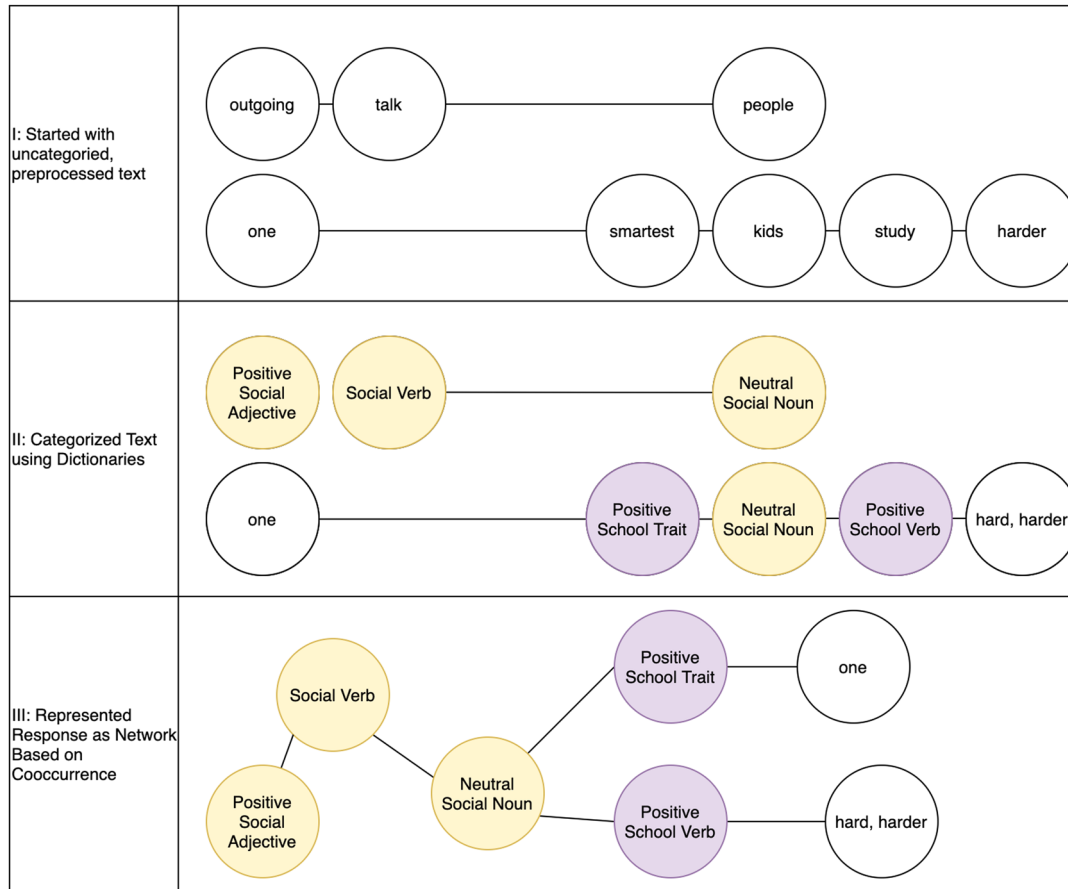 I: Started with
uncategoried,
preprocessed text
outgoing
talk
people
one
smartest
kids
study
harder
II: Categorized Text
using Dictionaries
Positive
Social
Adjective
Social Verb
Neutral
Social Noun
one
Positive
School Trait
Neutral
Social Noun
Positive
School Verb
hard, harder
III: Represented
Response as Network
Based on
Cooccurrence
Social Verb
Positive
Social
Adjective
Neutral
Social Noun
Positive
School Trait
one
Positive
School Verb
hard, harder